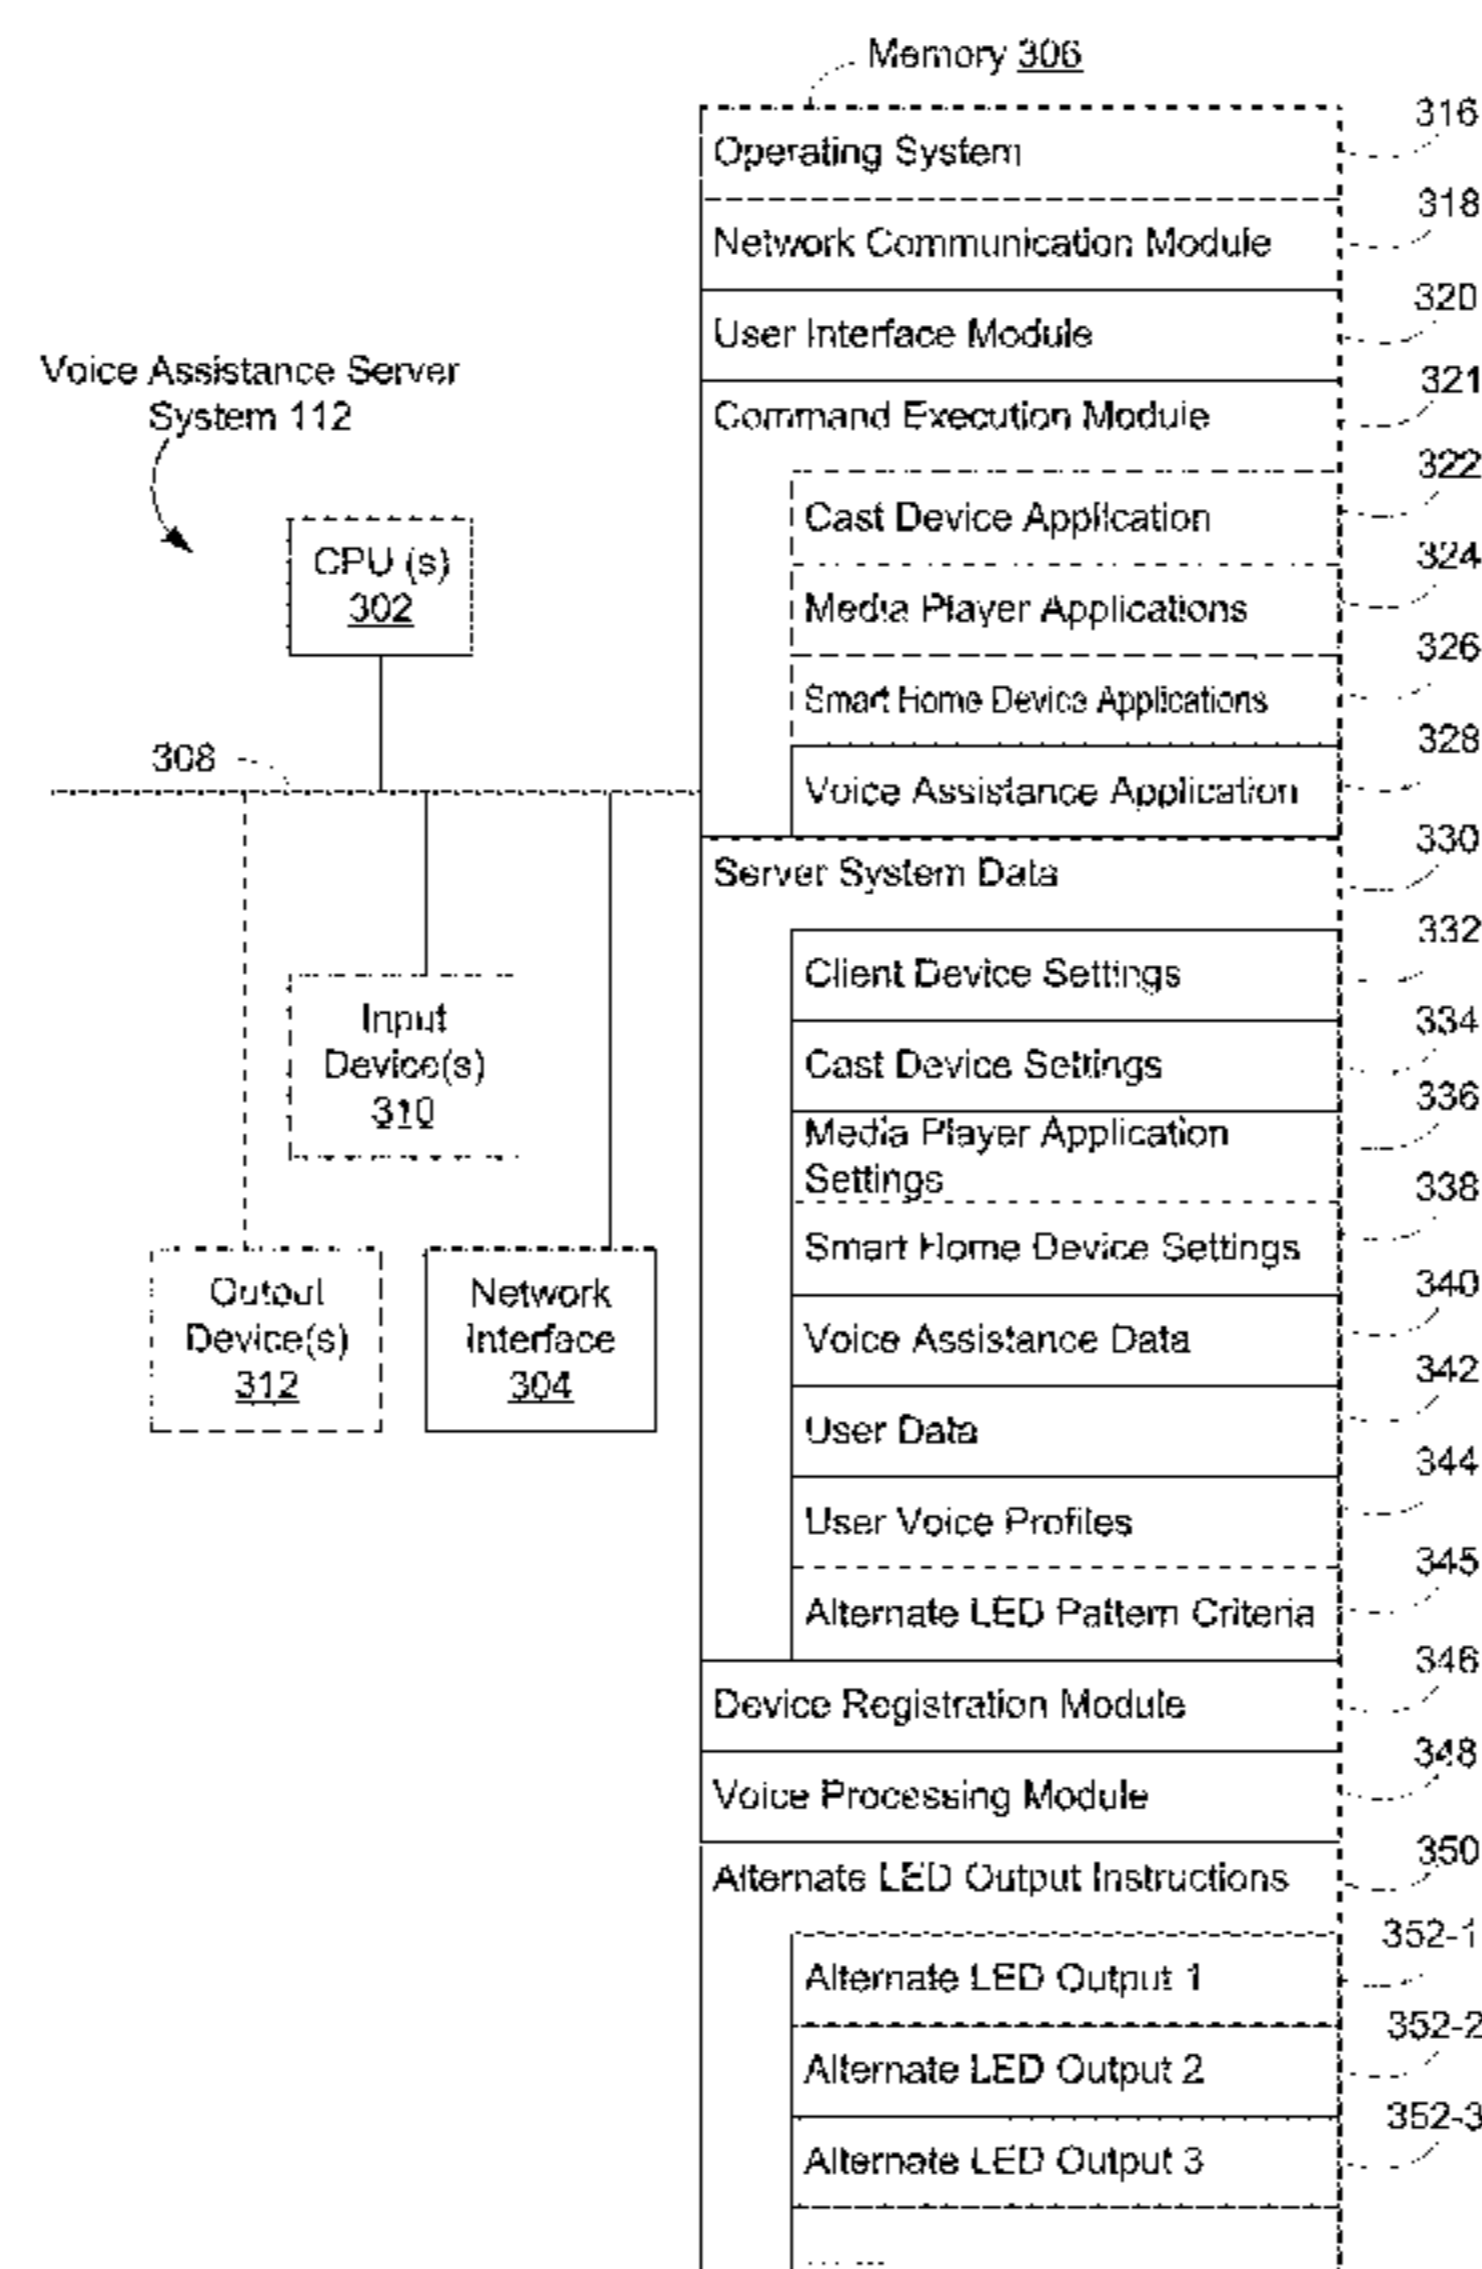 Memory 306
Operating System
316
Network Communication Module
318
User Interface Module
320
Command Execution Module
321
Cast Device Application
322
Media Player Applications
324
Smart Home Device Applications
326
Voice Assistance Application
328
Voice Assistance Server
System 112
CPU (s)
302
308
Input
Device(s)
310
Output
Device(s)
312
Network
Interface
304
Server System Data
330
Client Device Settings
332
Cast Device Settings
334
Media Player Application
Settings
336
Smart Home Device Settings
338
Voice Assistance Data
340
User Data
342
User Voice Profiles
344
Alternate LED Pattern Criteria
345
Device Registration Module
346
Voice Processing Module
348
Alternate LED Output Instructions
350
Alternate LED Output 1
352-1
Alternate LED Output 2
352-2
Alternate LED Output 3
352-3
... ...